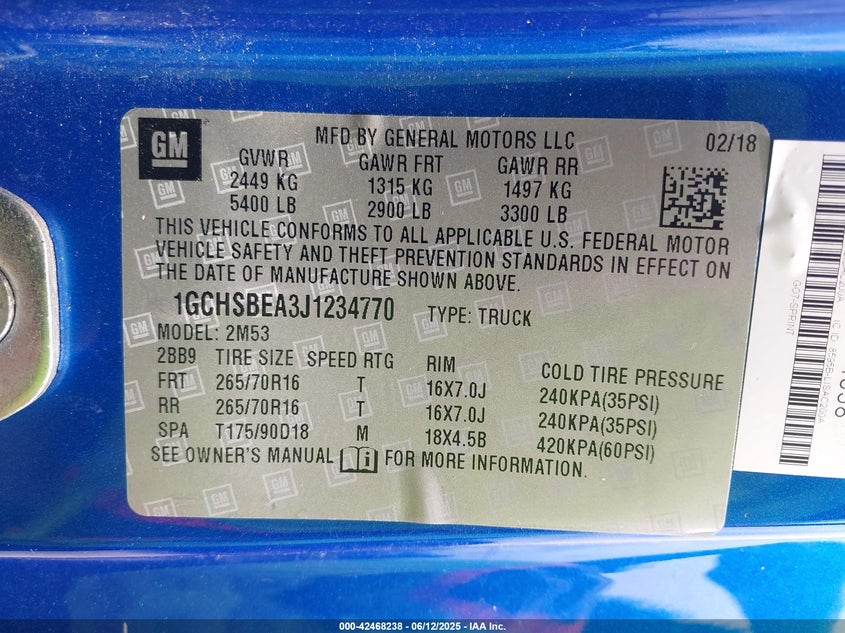 GM
MFD BY GENERAL MOTORS LLC 02/18
GVWR GAWR FRT GAWR RR
2449 KG 1315 KG 1497 KG
5400 LB 2900 LB 3300 LB
THIS VEHICLE CONFORMS TO ALL APPLICABLE U.S. FEDERAL MOTOR
VEHICLE SAFETY AND THEFT PREVENTION STANDARDS IN EFFECT ON
THE DATE OF MANUFACTURE SHOWN ABOVE.
1GCHSBEA3J1234770 TYPE: TRUCK
MODEL: 2M53
2BB9 TIRE SIZE SPEED RTG RIM COLD TIRE PRESSURE
FRT 265/70R16 T 16X7.0J 240KPA(35PSI)
RR 265/70R16 T 16X7.0J 240KPA(35PSI)
SPA T175/90D18 M 18X4.5B 420KPA(60PSI)
SEE OWNER'S MANUAL FOR MORE INFORMATION.
G07-SPRINT
000-42468238 - 06/12/2025 - IAA Inc.